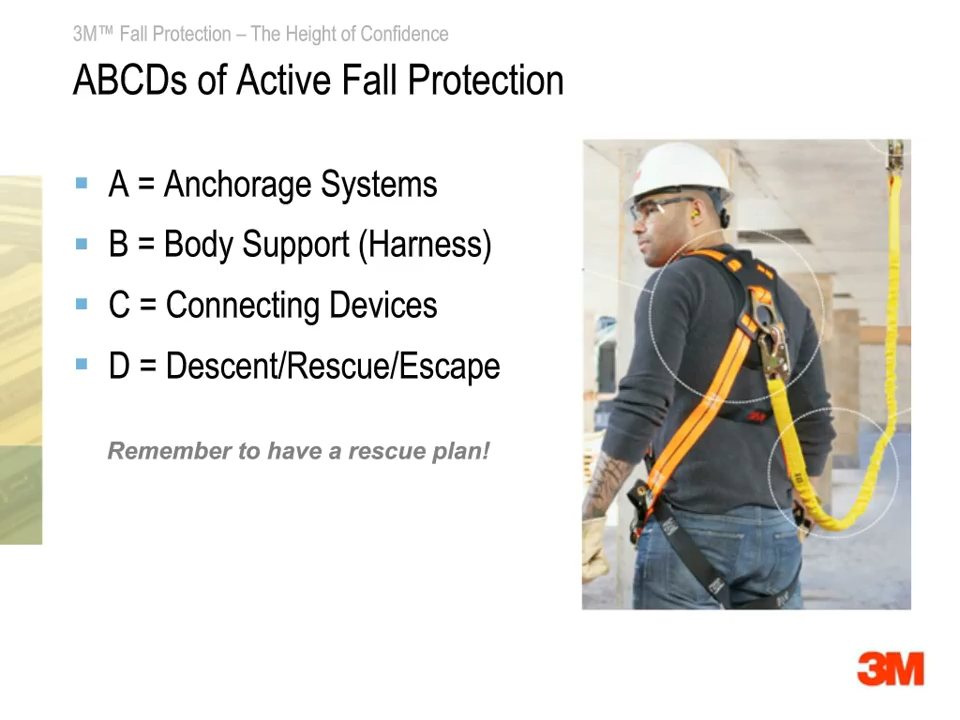 3M™ Fall Protection – The Height of Confidence
ABCDs of Active Fall Protection
▪ A = Anchorage Systems
▪ B = Body Support (Harness)
▪ C = Connecting Devices
▪ D = Descent/Rescue/Escape
Remember to have a rescue plan!
3M
3M